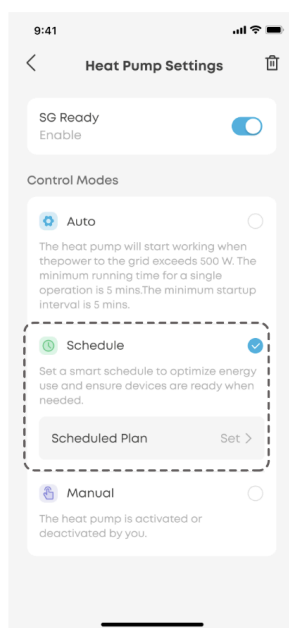 9:41
Heat Pump Settings
SG Ready
Enable
Control Modes
Auto
The heat pump will start working when
thepower to the grid exceeds 500 W. The
minimum running time for a single
operation is 5 mins.The minimum startup
interval is 5 mins.
Schedule
Set a smart schedule to optimize energy
use and ensure devices are ready when
needed.
Scheduled Plan Set >
Manual
The heat pump is activated or
deactivated by you.